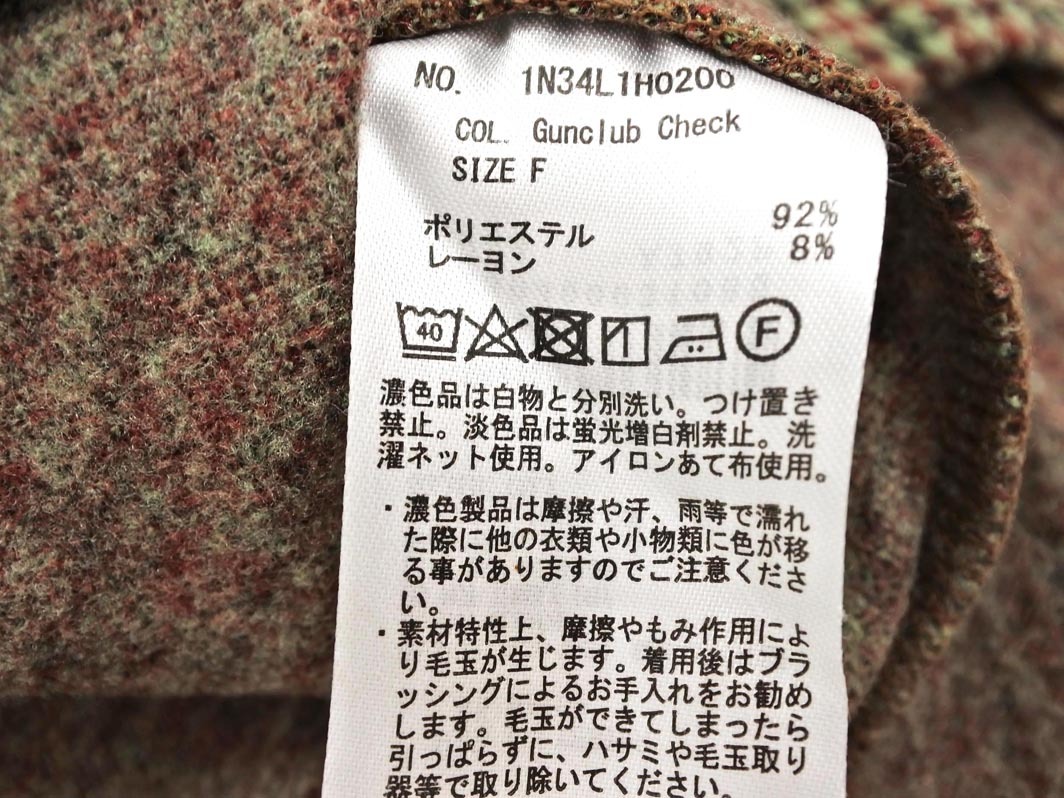 NO. 1N34L1H0200
COL. Gunclub Check
SIZE F
ポリエステル 92%
レーヨン 8%
40 F
濃色品は白物と分別洗い。つけ置き
禁止。淡色品は蛍光増白剤禁止。洗
濯ネット使用。アイロンあて布使用。
・濃色製品は摩擦や汗、雨等で濡れ
た際に他の衣類や小物類に色が移
る事がありますのでご注意くださ
い。
・素材特性上、摩擦やもみ作用によ
り毛玉が生じます。着用後はブラ
ッシングによるお手入れをお勧め
します。毛玉ができてしまったら
引っぱらずに、ハサミや毛玉取り
器等で取り除いてください。